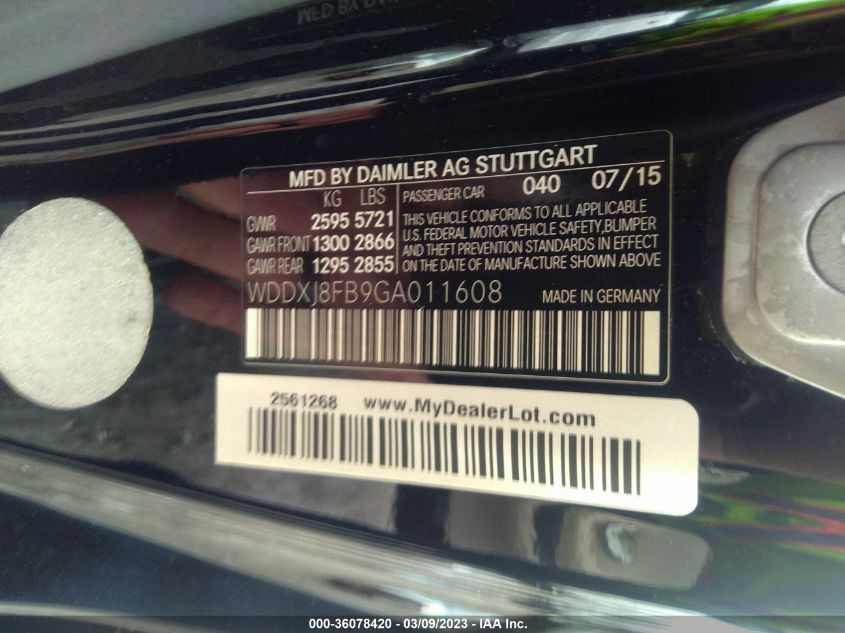 MFD BY DAIMLER AG STUTTGART
KG LBS PASSENGER CAR 040 07/15
GVWR 2595 5721
GAWR FRONT 1300 2866
GAWR REAR 1295 2855
THIS VEHICLE CONFORMS TO ALL APPLICABLE
U.S. FEDERAL MOTOR VEHICLE SAFETY,BUMPER
AND THEFT PREVENTION STANDARDS IN EFFECT
ON THE DATE OF MANUFACTURE SHOWN ABOVE
WDDXJ8FB9GA011608 MADE IN GERMANY
2561268 www.MyDealerLot.com
000-36078420 - 03/09/2023 - IAA Inc.